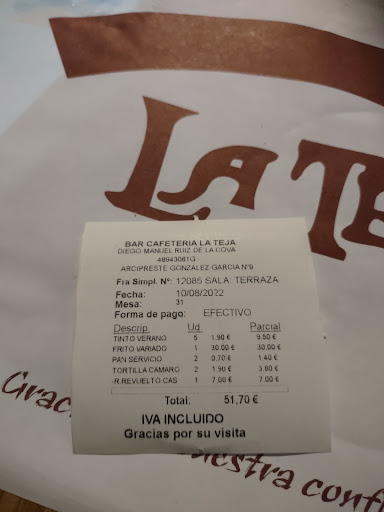 LA TE
BAR CAFETERIA LA TEJA
DIEGO MANUEL RUIZ DE LA COVA
48943061G
ARCIPRESTE GONZALEZ GARCIA Nº9
Fra Simpl. Nº: 12085 SALA: TERRAZA
Fecha: 10/08/2022
Mesa: 31
Forma de pago: EFECTIVO
Descrip. Ud. Parcial
TINTO VERANO 5 1.90 € 9.50 €
FRITO VARIADO 1 30.00 € 30,00 €
PAN SERVICIO 2 0.70 € 1.40 €
TORTILLA CAMARO 2 1.90 € 3.80 €
-R.REVUELTO CAS 1 7.00 € 7.00 €
Total: 51,70 €
IVA INCLUIDO
Gracias por su visita
Grac
uestra conf